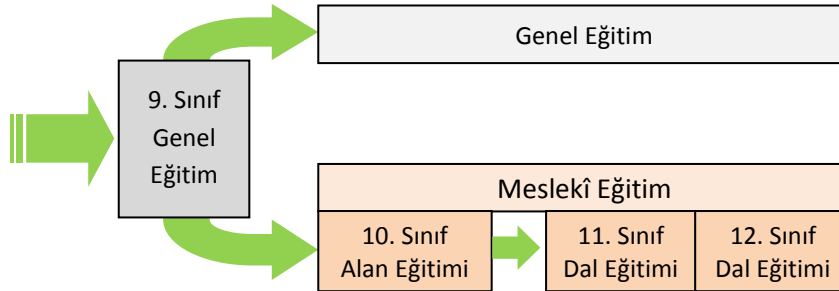 Genel Eğitim
9. Sınıf
Genel
Eğitim
Meslekî Eğitim
10. Sınıf
Alan Eğitimi
11. Sınıf
Dal Eğitimi
12. Sınıf
Dal Eğitimi